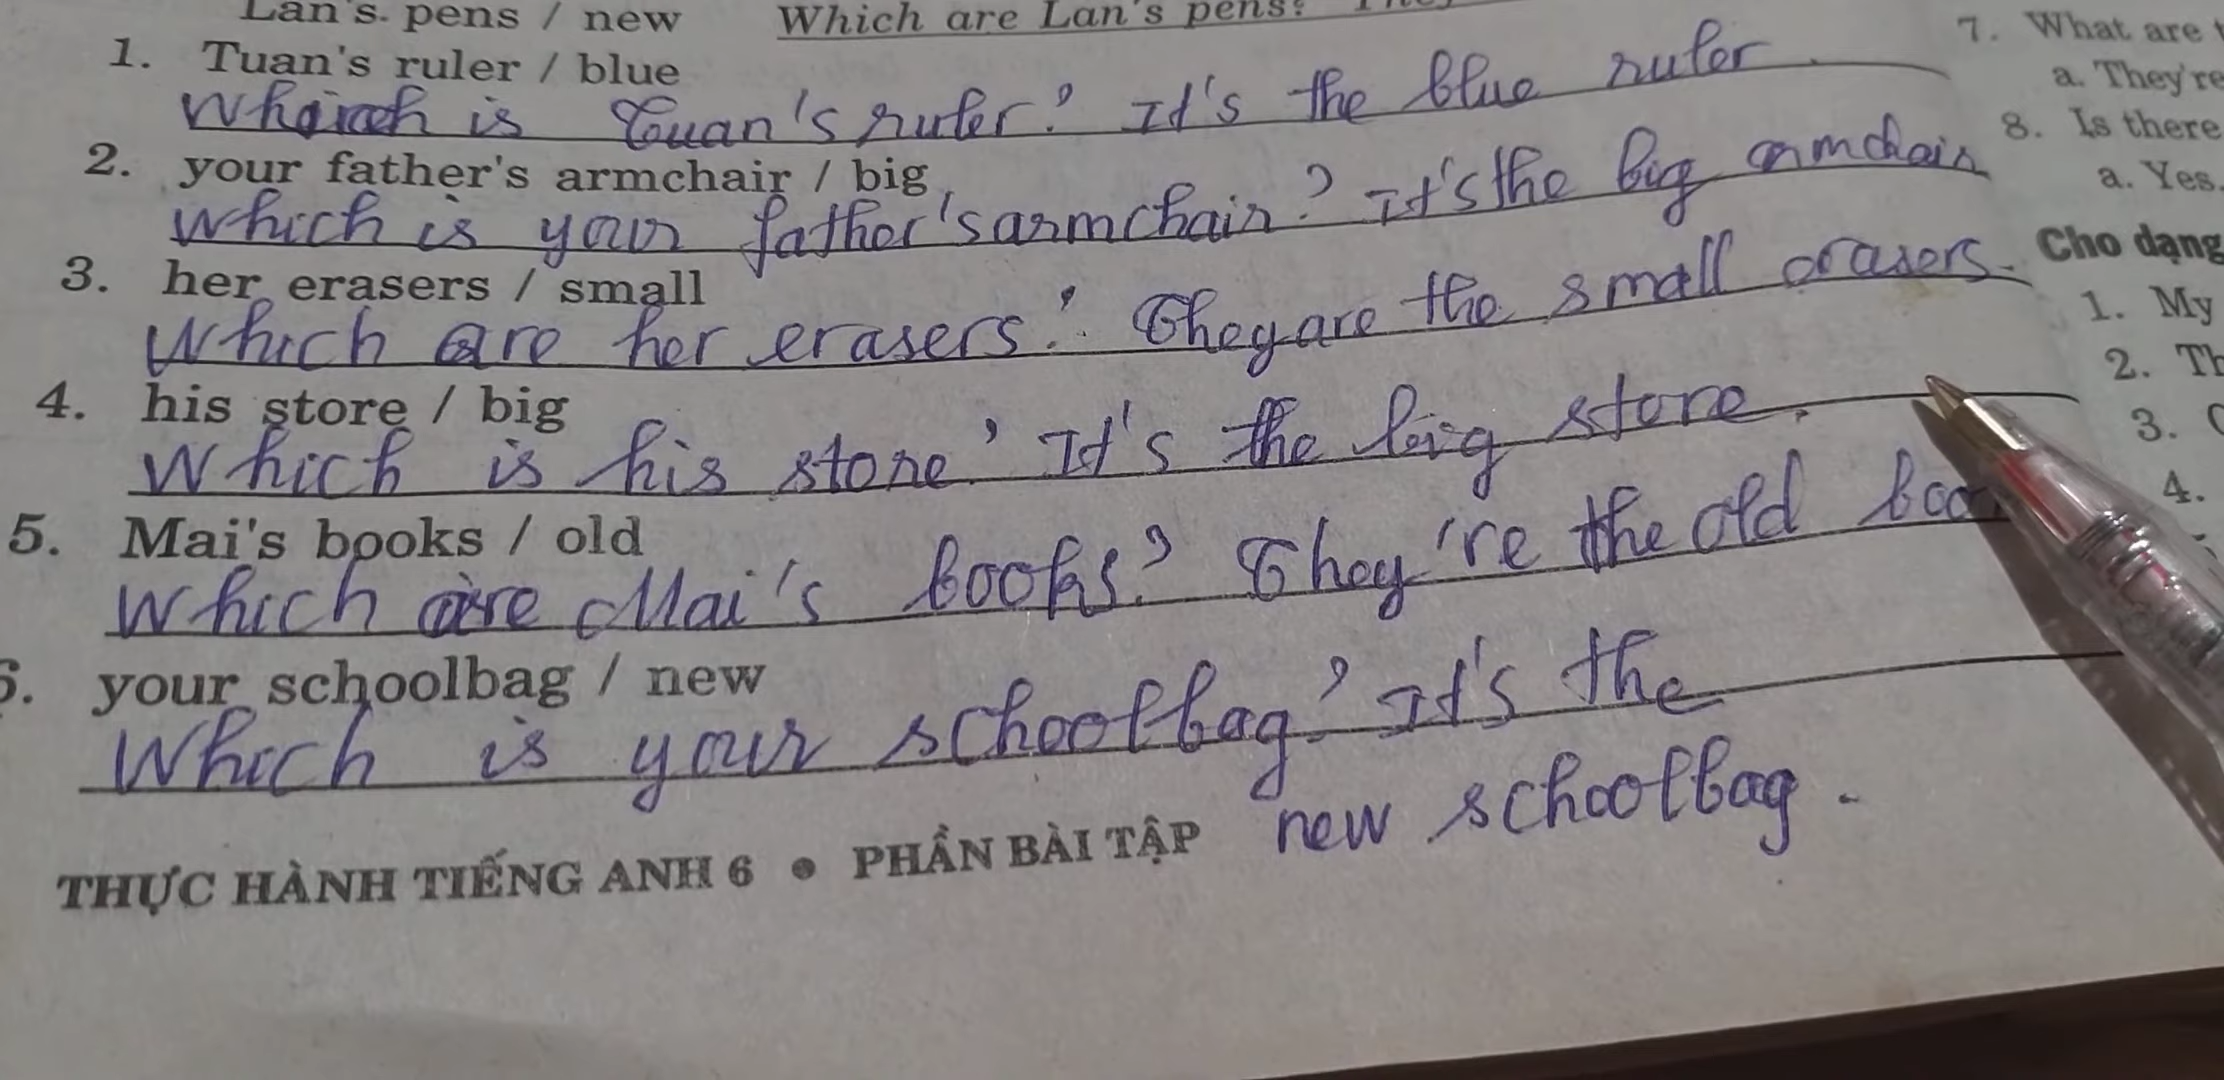 Lan's. pens / new Which are Lan's pens?
1. Tuan's ruler / blue
Which is Tuan's ruler? It's the blue ruler.
2. your father's armchair / big
Which is your father's armchair? It's the big armchair
3. her erasers / small
Which are her erasers? They are the small erasers.
4. his store / big
Which is his store? It's the big store.
5. Mai's books / old
Which are Mai's books? They're the old
6. your schoolbag / new
Which is your schoolbag? It's the
new schoolbag.
THỰC HÀNH TIẾNG ANH 6 • PHẦN BÀI TẬP
7. What are
a. They're
8. Is there
a. Yes.
Cho dạng
1. My
2.
3.
4.